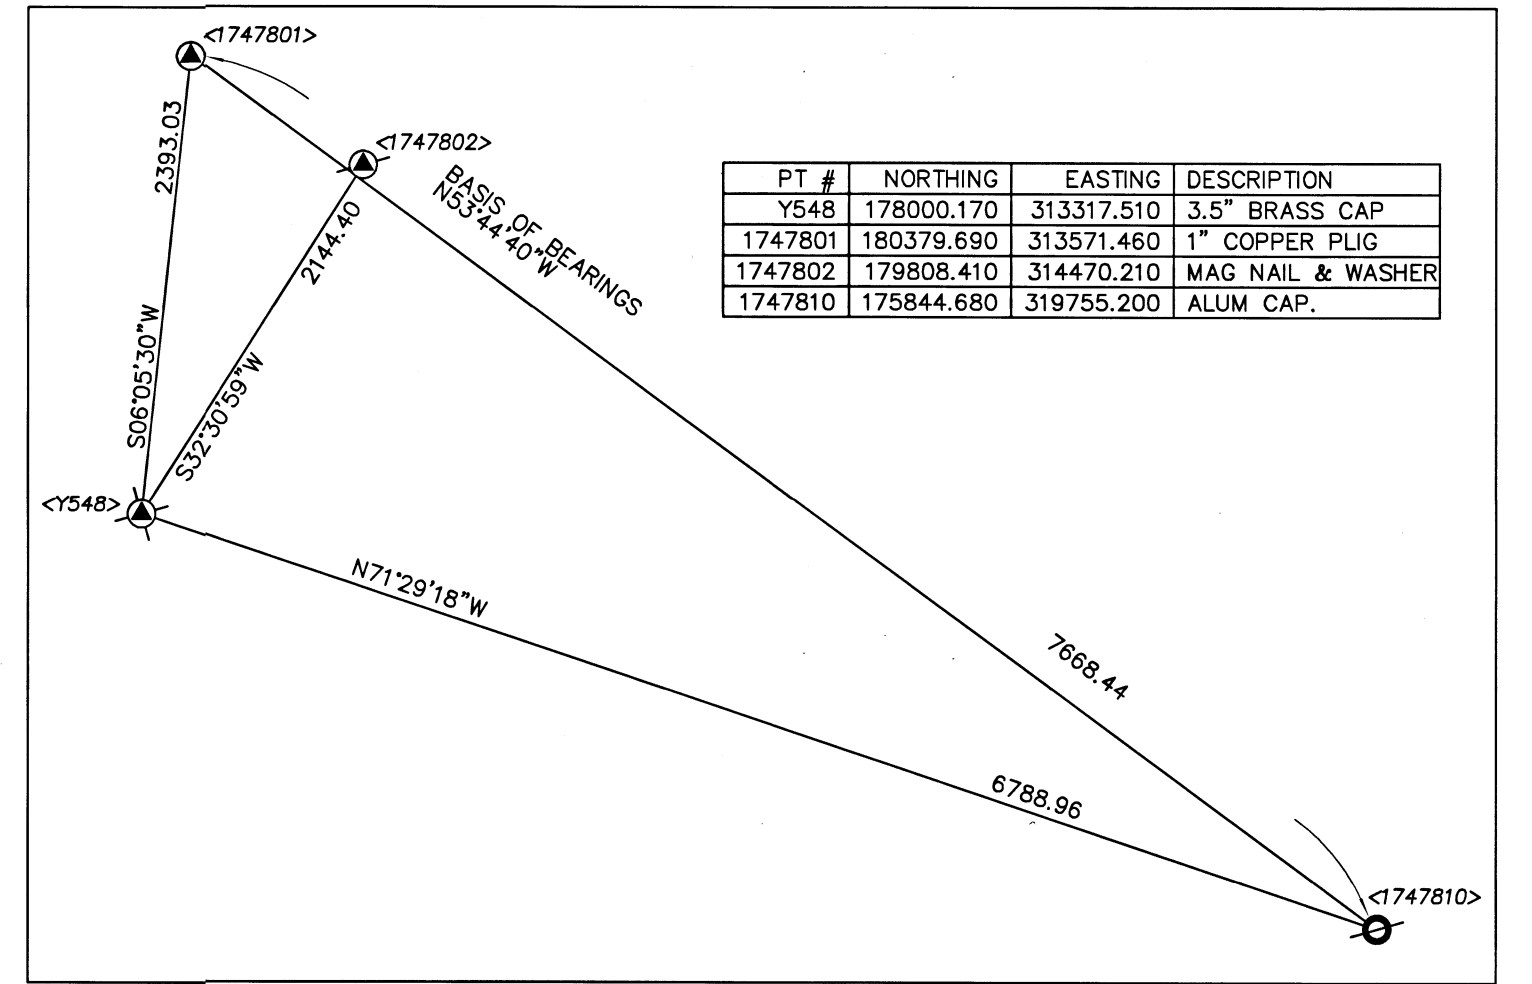 <1747801>
2393.03
<1747802>
BASIS OF BEARINGS
N53°44'40"W
2144.40
S06°05'30"W
S32°30'59"W
PT # NORTHING EASTING DESCRIPTION
Y548 178000.170 313317.510 3.5" BRASS CAP
1747801 180379.690 313571.460 1" COPPER PLIG
1747802 179808.410 314470.210 MAG NAIL & WASHER
1747810 175844.680 319755.200 ALUM CAP.
<Y548>
N71°29'18"W
7668.44
6788.96
<1747810>